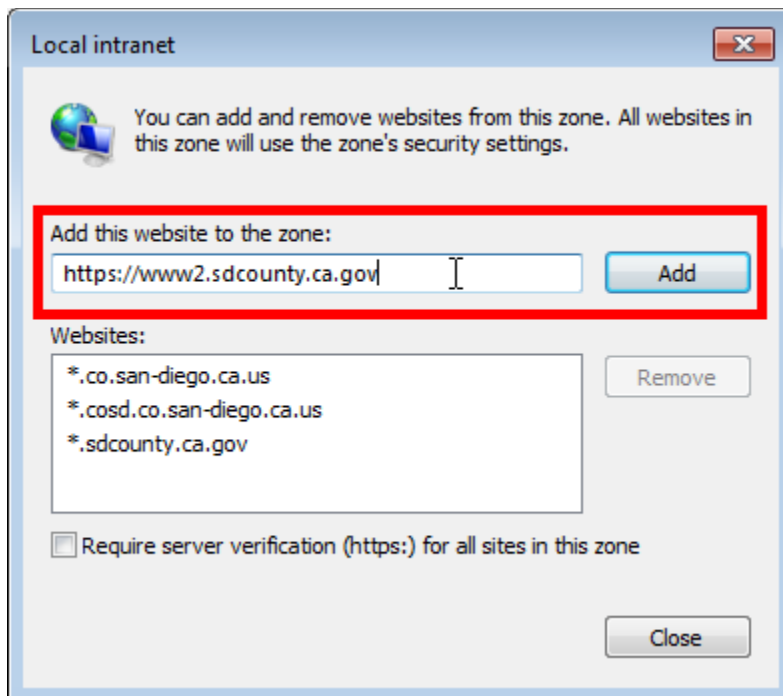 Local intranet
You can add and remove websites from this zone. All websites in
this zone will use the zone's security settings.
Add this website to the zone:
https://www2.sdcounty.ca.gov
Add
Websites:
*.co.san-diego.ca.us
Remove
*.cosd.co.san-diego.ca.us
*.sdcounty.ca.gov
Require server verification (https:) for all sites in this zone
Close